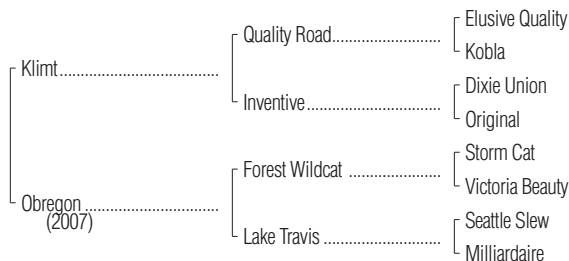 Elusive Quality
Quality Road
Kobla
Klimt
Dixie Union
Inventive
Original
Storm Cat
Forest Wildcat
Victoria Beauty
Obregon
(2007)
Seattle Slew
Lake Travis
Milliardaire